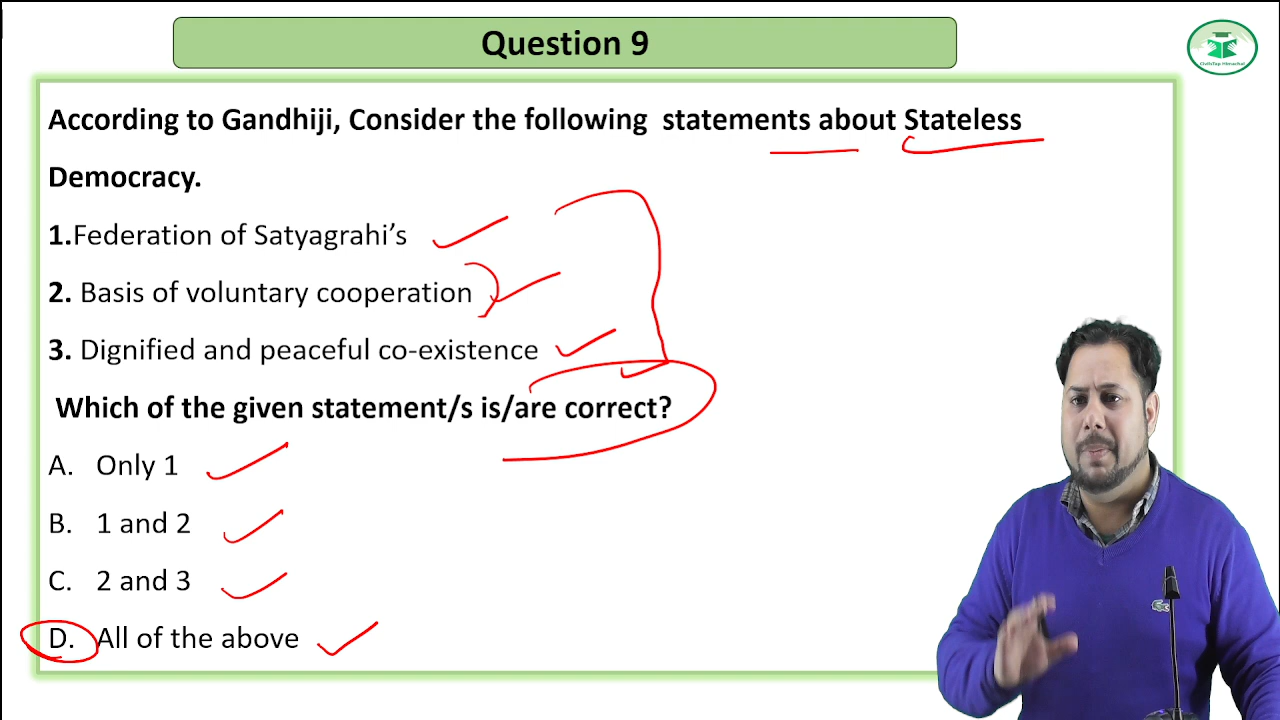 Question 9
CivilsTap Himachal
According to Gandhiji, Consider the following statements about Stateless
Democracy.
1.Federation of Satyagrahi’s
2. Basis of voluntary cooperation
3. Dignified and peaceful co-existence
Which of the given statement/s is/are correct?
A. Only 1
B. 1 and 2
C. 2 and 3
D. All of the above